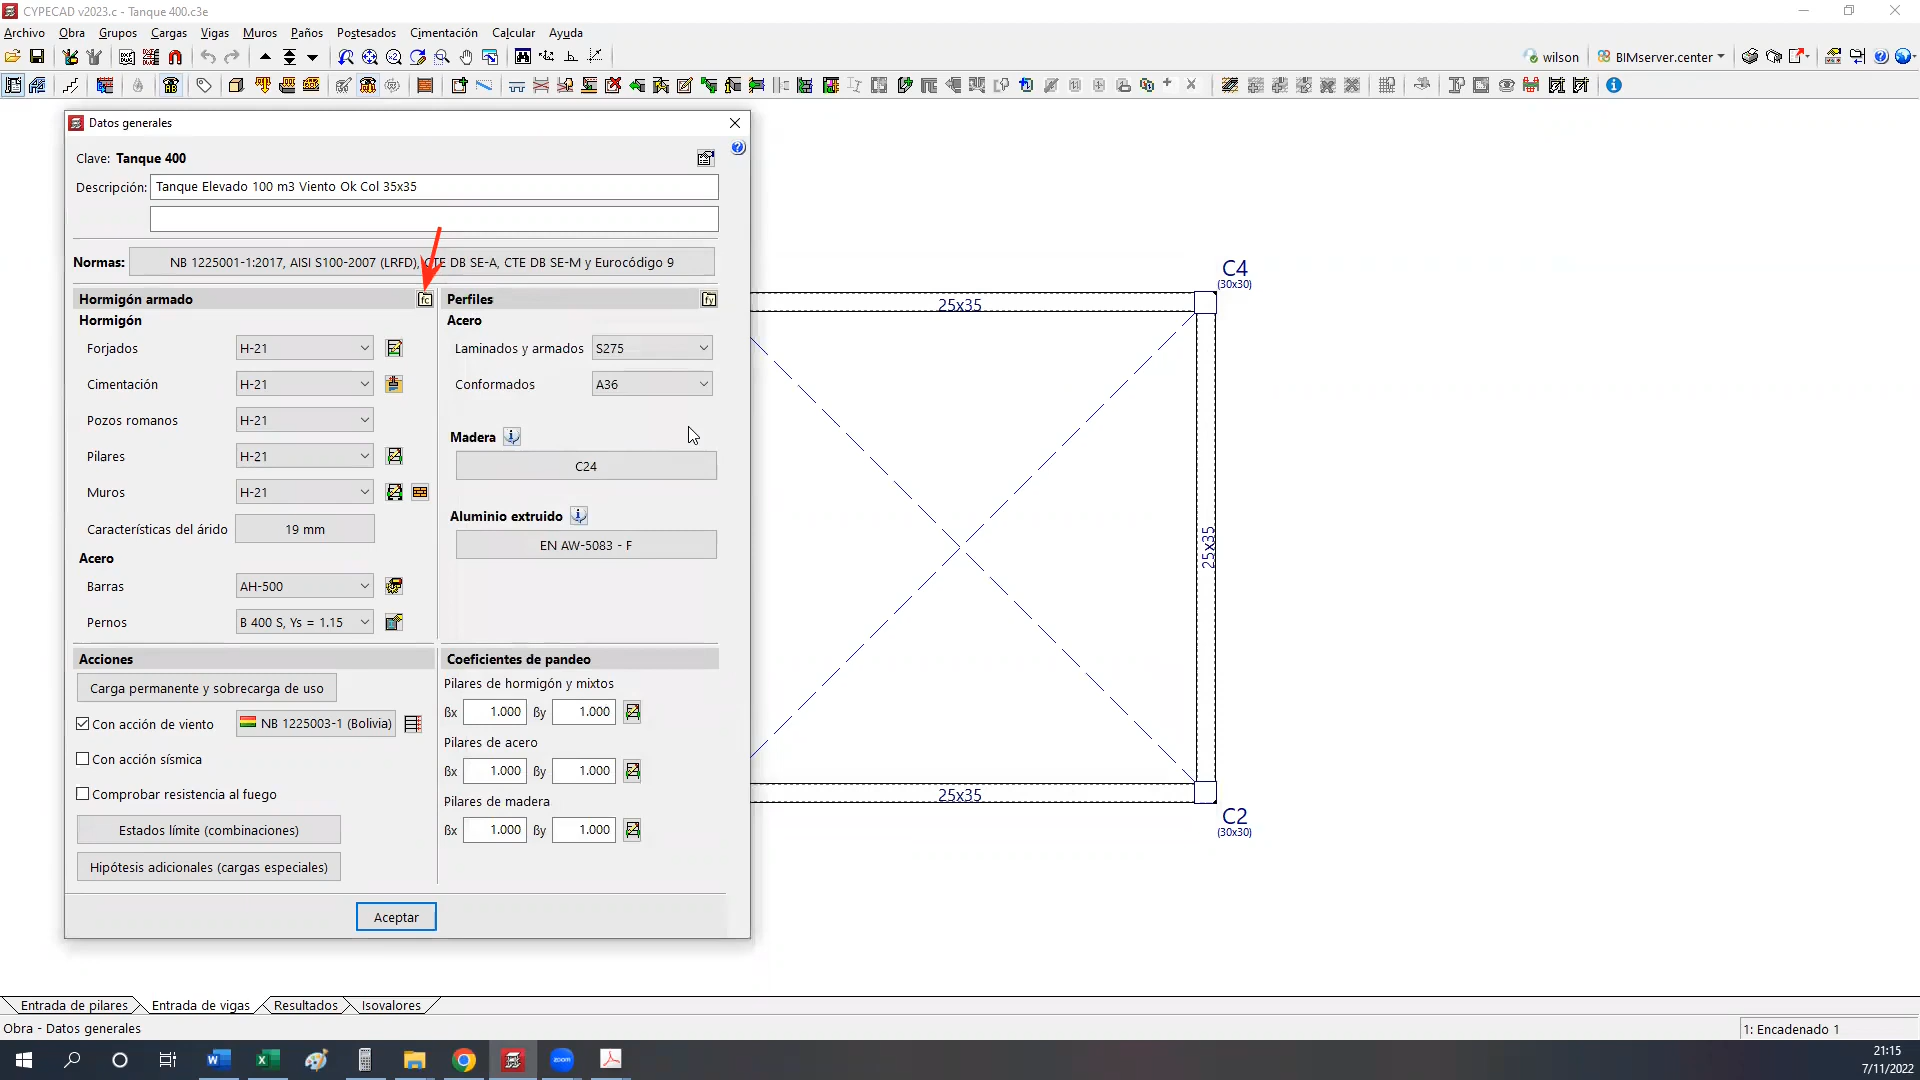 CYPECAD v2023.c - Tanque 400.c3e
Archivo Obra Grupos Cargas Vigas Muros Paños Postesados Cimentación Calcular Ayuda
wilson BIMserver.center
Datos generales
Clave: Tanque 400
Descripción: Tanque Elevado 100 m3 Viento Ok Col 35x35
Normas: NB 1225001-1:2017, AISI S100-2007 (LRFD), CTE DB SE-A, CTE DB SE-M y Eurocódigo 9
Hormigón armado fc
Hormigón
Forjados H-21
Cimentación H-21
Pozos romanos H-21
Pilares H-21
Muros H-21
Características del árido 19 mm
Acero
Barras AH-500
Pernos B 400 S, Ys = 1.15
Perfiles fy
Acero
Laminados y armados S275
Conformados A36
Madera
C24
Aluminio extruido
EN AW-5083 - F
Acciones
Carga permanente y sobrecarga de uso
Con acción de viento NB 1225003-1 (Bolivia)
Con acción sísmica
Comprobar resistencia al fuego
Estados límite (combinaciones)
Hipótesis adicionales (cargas especiales)
Coeficientes de pandeo
Pilares de hormigón y mixtos
ßx 1.000 ßy 1.000
Pilares de acero
ßx 1.000 ßy 1.000
Pilares de madera
ßx 1.000 ßy 1.000
Aceptar
C4
(30x30)
25x35
25x35
25x35
C2
(30x30)
Entrada de pilares Entrada de vigas Resultados Isovalores
Obra - Datos generales
1: Encadenado 1
zoom
21:15
7/11/2022